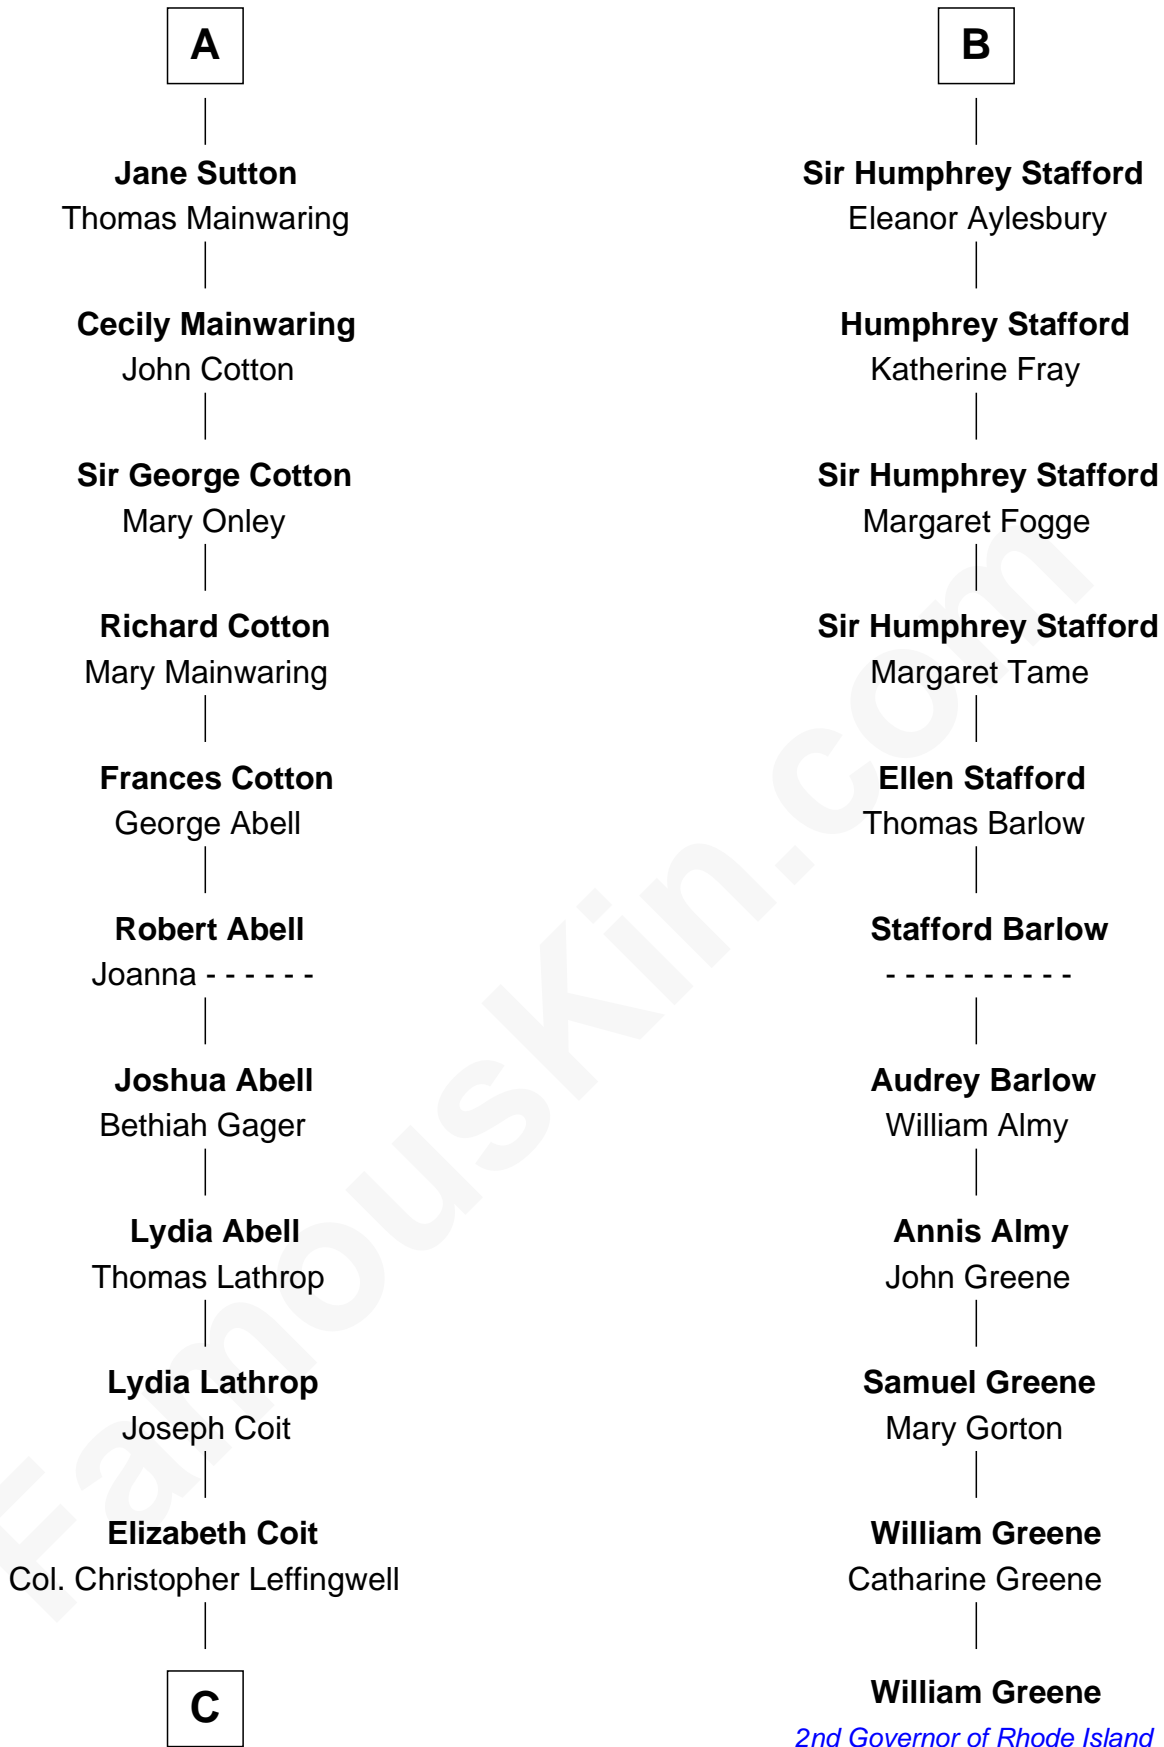 A
Jane Sutton
Thomas Mainwaring
Cecily Mainwaring
John Cotton
Sir George Cotton
Mary Onley
Richard Cotton
Mary Mainwaring
Frances Cotton
George Abell
Robert Abell
Joanna - - - - - -
Joshua Abell
Bethiah Gager
Lydia Abell
Thomas Lathrop
Lydia Lathrop
Joseph Coit
Elizabeth Coit
Col. Christopher Leffingwell
C
B
Sir Humphrey Stafford
Eleanor Aylesbury
Humphrey Stafford
Katherine Fray
Sir Humphrey Stafford
Margaret Fogge
Sir Humphrey Stafford
Margaret Tame
Ellen Stafford
Thomas Barlow
Stafford Barlow
- - - - - - - - - -
Audrey Barlow
William Almy
Annis Almy
John Greene
Samuel Greene
Mary Gorton
William Greene
Catharine Greene
William Greene
2nd Governor of Rhode Island
FamousKin.com